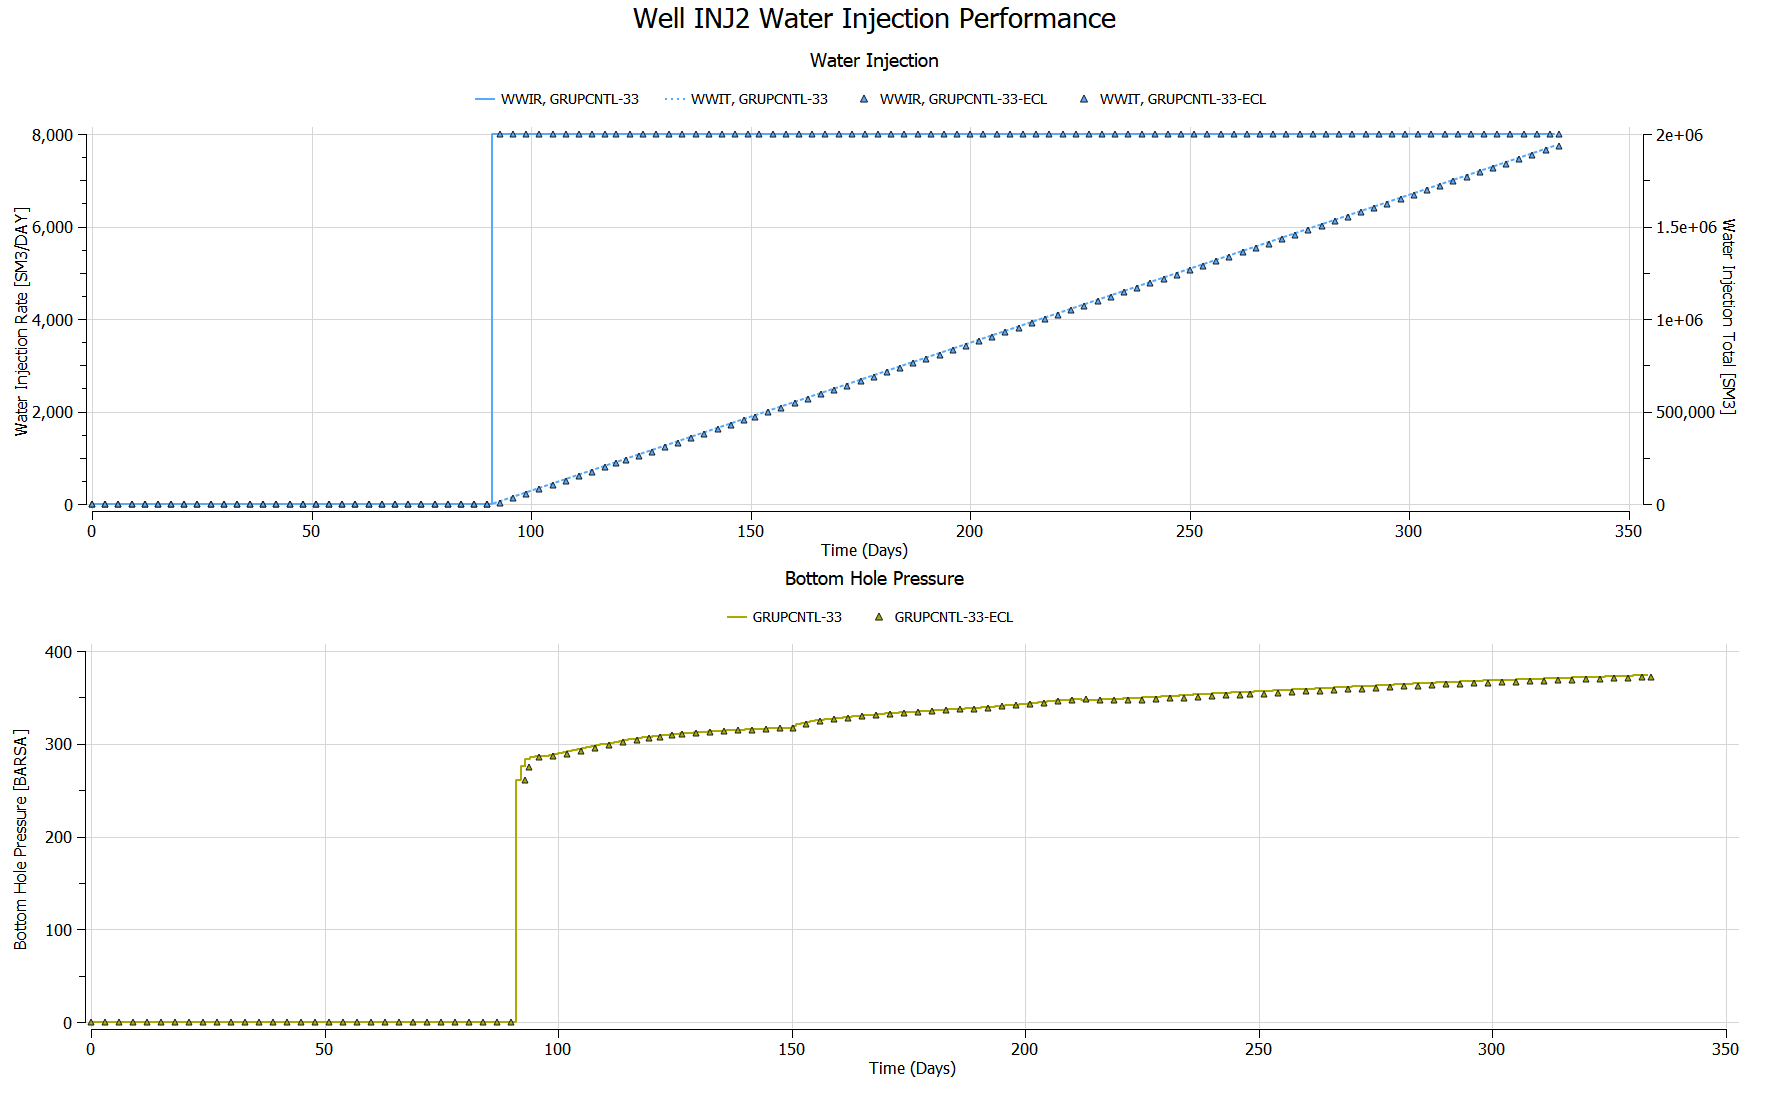 Well INJ2 Water Injection Performance
Water Injection
WWIR, GRUPCNTL-33 WWIT, GRUPCNTL-33 WWIR, GRUPCNTL-33-ECL WWIT, GRUPCNTL-33-ECL
Water Injection Rate [SM3/DAY]
8,000
6,000
4,000
2,000
0
2e+06
1.5e+06
1e+06
500,000
0
Water Injection Total [SM3]
0 50 100 150 200 250 300 350
Time (Days)
Bottom Hole Pressure
GRUPCNTL-33 GRUPCNTL-33-ECL
Bottom Hole Pressure [BARSA]
400
300
200
100
0
0 50 100 150 200 250 300 350
Time (Days)